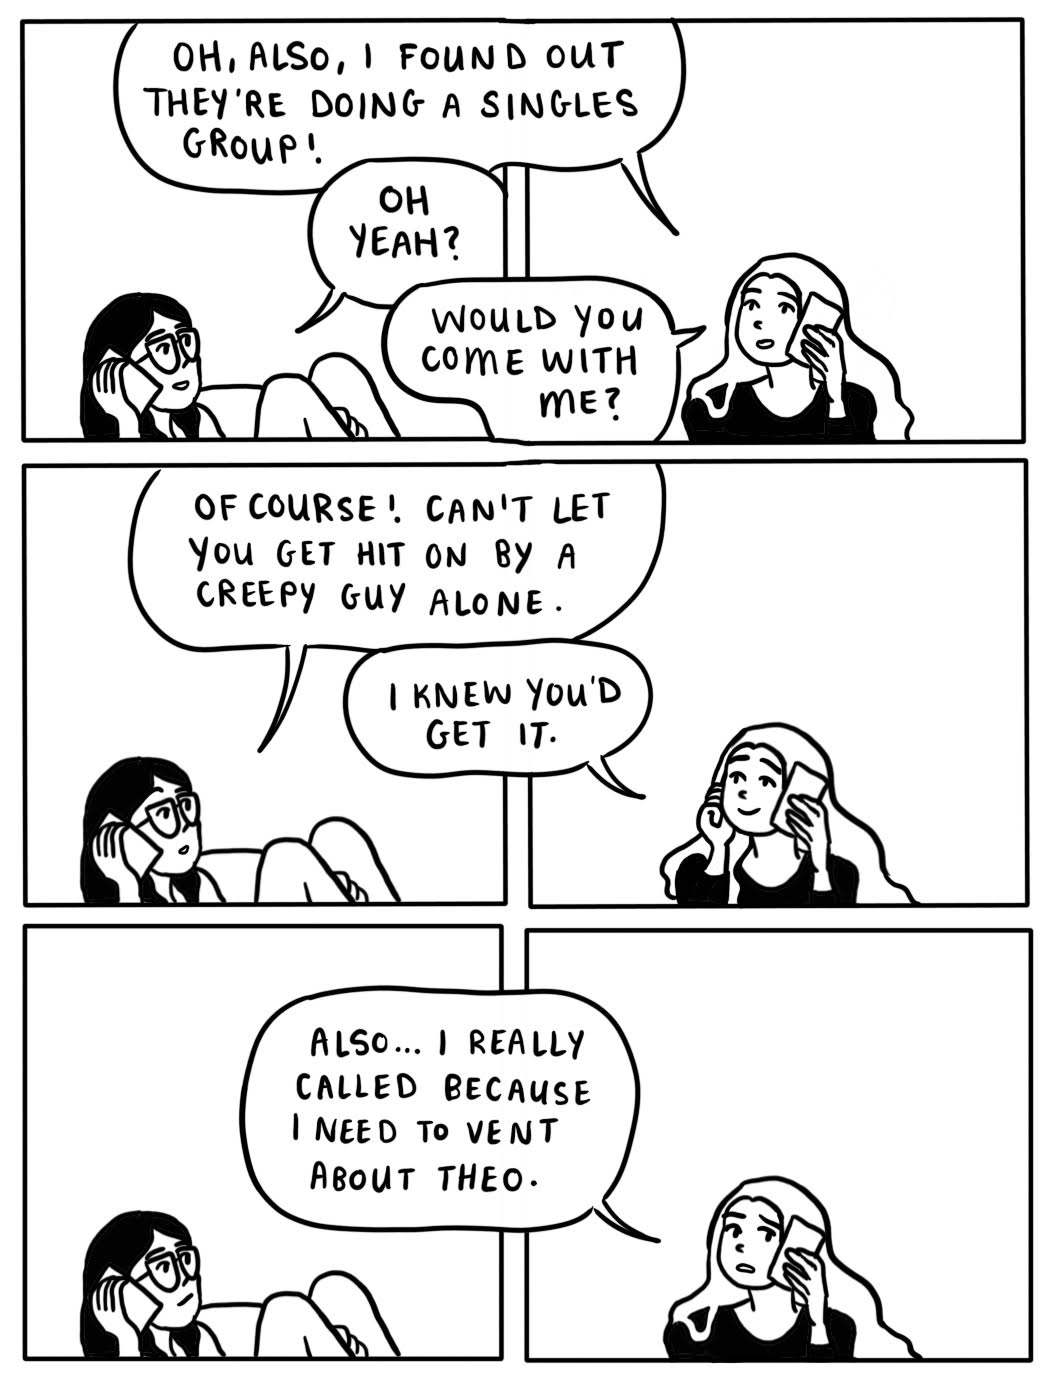 OH, ALSO, I FOUND OUT
THEY'RE DOING A SINGLES
GROUP!
OH
YEAH?
WOULD YOU
COME WITH
ME?
OF COURSE! CAN'T LET
YOU GET HIT ON BY A
CREEPY GUY ALONE.
I KNEW YOU'D
GET IT.
ALSO... I REALLY
CALLED BECAUSE
I NEED TO VENT
ABOUT THEO.